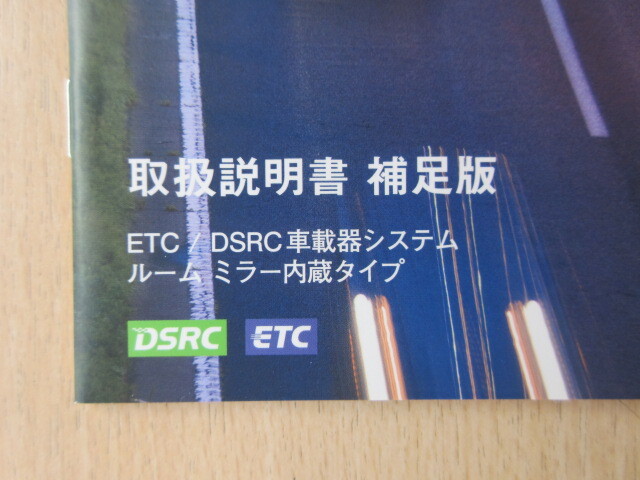 取扱説明書 補足版
ETC / DSRC車載器システム
ルーム ミラー内蔵タイプ
DSRC ETC